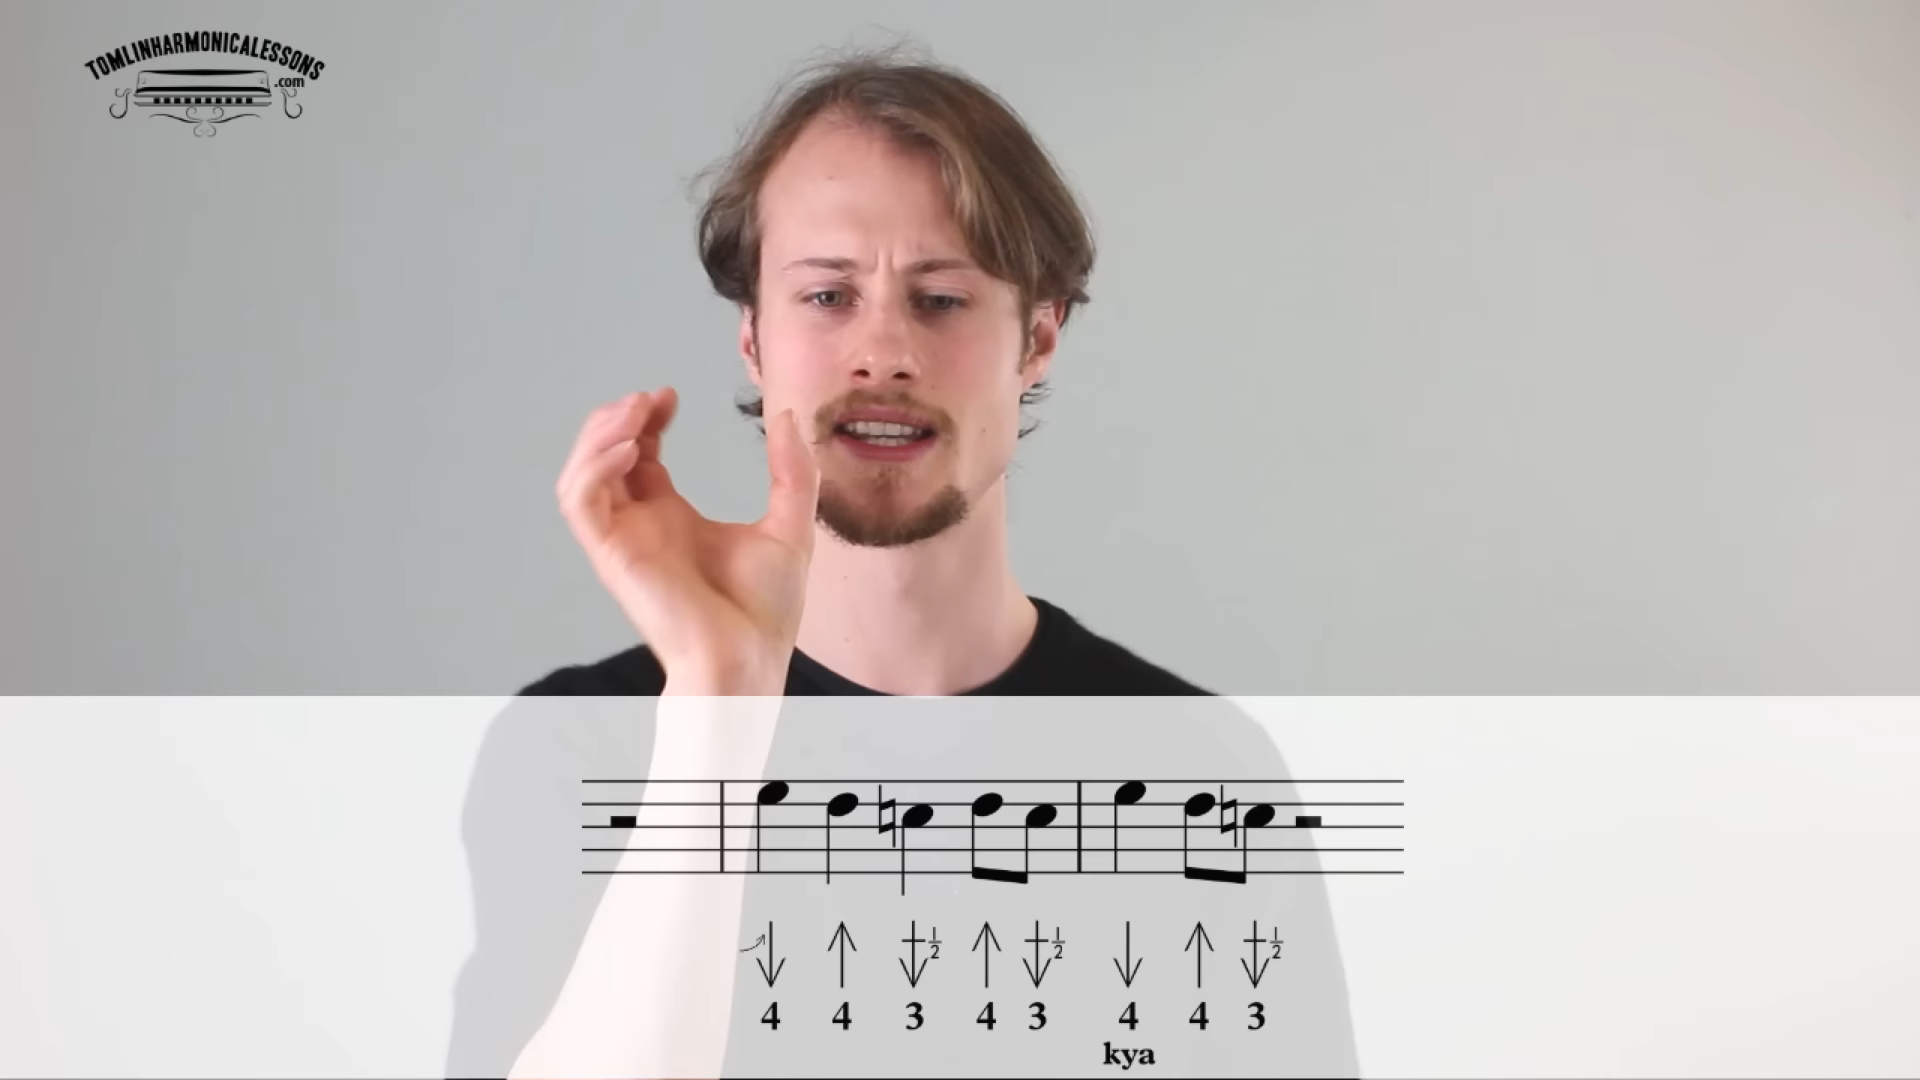 TOMLINHARMONICALESSONS
.com
1/2 1/2 1/2
4 4 3 4 3 4 4 3
kya